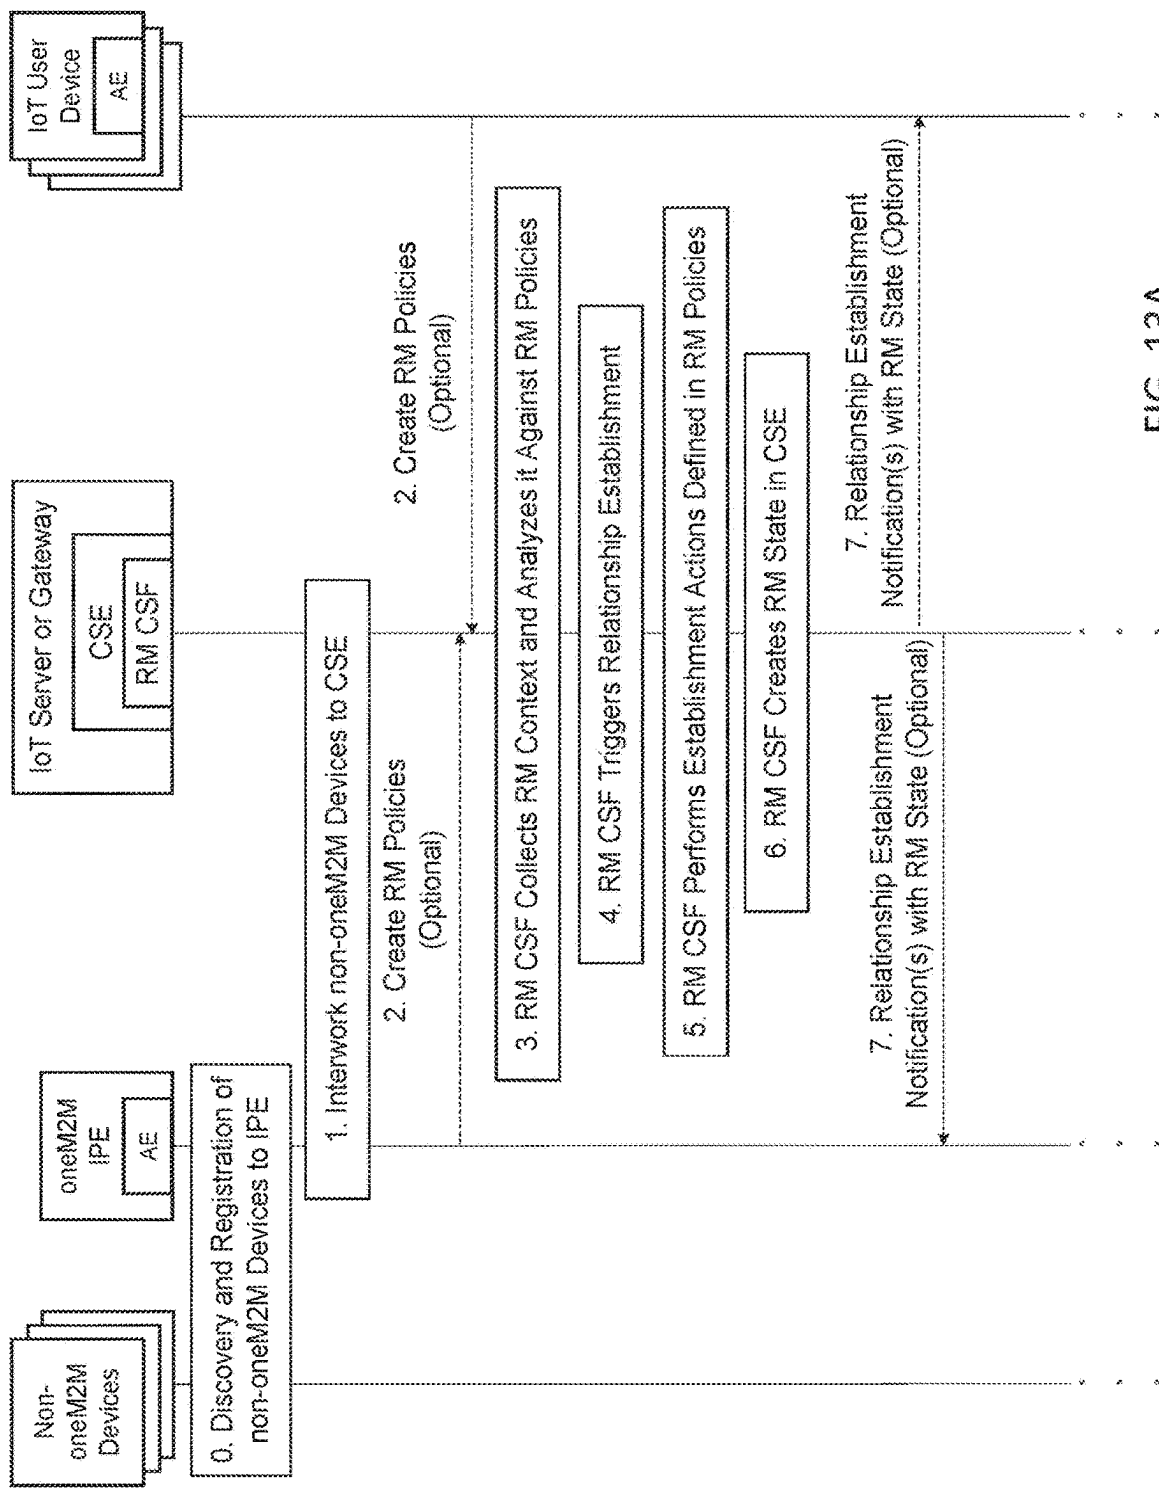 Non-
oneM2M
Devices
oneM2M
IPE
AE
IoT Server or Gateway
CSE
RM CSF
IoT User
Device
AE
0. Discovery and Registration of
non-oneM2M Devices to IPE
1. Interwork non-oneM2M Devices to CSE
2. Create RM Policies
(Optional)
2. Create RM Policies
(Optional)
3. RM CSF Collects RM Context and Analyzes it Against RM Policies
4. RM CSF Triggers Relationship Establishment
5. RM CSF Performs Establishment Actions Defined in RM Policies
6. RM CSF Creates RM State in CSE
7. Relationship Establishment
Notification(s) with RM State (Optional)
7. Relationship Establishment
Notification(s) with RM State (Optional)
FIG. 13A